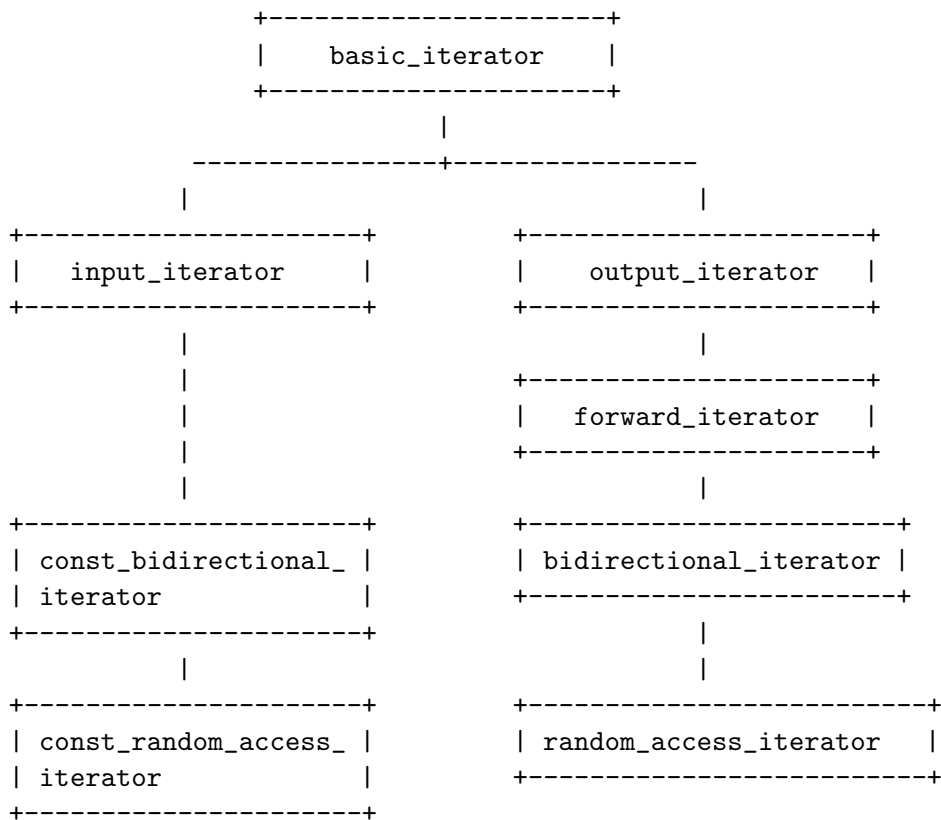 basic_iterator
input_iterator
output_iterator
forward_iterator
const_bidirectional_
iterator
bidirectional_iterator
const_random_access_
iterator
random_access_iterator